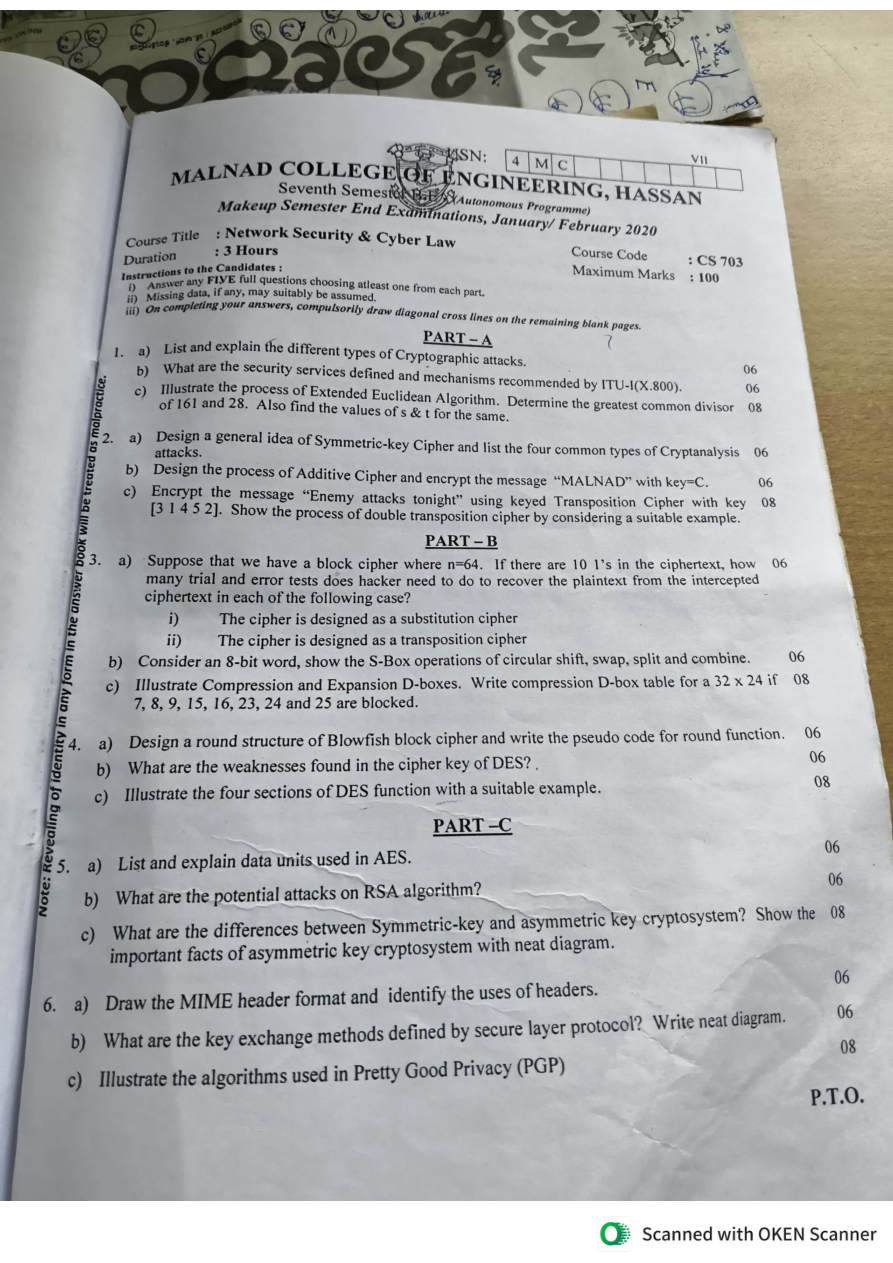 USN: 4 M C
VII
MALNAD COLLEGE OF ENGINEERING, HASSAN
Seventh Semester B.E. (Autonomous Programme)
Makeup Semester End Examinations, January/ February 2020
Course Title : Network Security & Cyber Law
Course Code : CS 703
Duration : 3 Hours
Maximum Marks : 100
Instructions to the Candidates :
i) Answer any FIVE full questions choosing atleast one from each part.
ii) Missing data, if any, may suitably be assumed.
iii) On completing your answers, compulsorily draw diagonal cross lines on the remaining blank pages.
PART – A
1. a) List and explain the different types of Cryptographic attacks. 06
b) What are the security services defined and mechanisms recommended by ITU-I(X.800). 06
c) Illustrate the process of Extended Euclidean Algorithm. Determine the greatest common divisor 08
of 161 and 28. Also find the values of s & t for the same.
2. a) Design a general idea of Symmetric-key Cipher and list the four common types of Cryptanalysis 06
attacks.
b) Design the process of Additive Cipher and encrypt the message “MALNAD” with key=C. 06
c) Encrypt the message “Enemy attacks tonight” using keyed Transposition Cipher with key 08
[3 1 4 5 2]. Show the process of double transposition cipher by considering a suitable example.
PART – B
3. a) Suppose that we have a block cipher where n=64. If there are 10 1’s in the ciphertext, how 06
many trial and error tests does hacker need to do to recover the plaintext from the intercepted
ciphertext in each of the following case?
i) The cipher is designed as a substitution cipher
ii) The cipher is designed as a transposition cipher
b) Consider an 8-bit word, show the S-Box operations of circular shift, swap, split and combine. 06
c) Illustrate Compression and Expansion D-boxes. Write compression D-box table for a 32 x 24 if 08
7, 8, 9, 15, 16, 23, 24 and 25 are blocked.
4. a) Design a round structure of Blowfish block cipher and write the pseudo code for round function. 06
b) What are the weaknesses found in the cipher key of DES? . 06
c) Illustrate the four sections of DES function with a suitable example. 08
PART –C
5. a) List and explain data units used in AES. 06
b) What are the potential attacks on RSA algorithm? 06
c) What are the differences between Symmetric-key and asymmetric key cryptosystem? Show the 08
important facts of asymmetric key cryptosystem with neat diagram.
6. a) Draw the MIME header format and identify the uses of headers. 06
b) What are the key exchange methods defined by secure layer protocol? Write neat diagram. 06
c) Illustrate the algorithms used in Pretty Good Privacy (PGP) 08
P.T.O.
Note: Revealing of identity in any form in the answer book will be treated as malpractice.
Scanned with OKEN Scanner